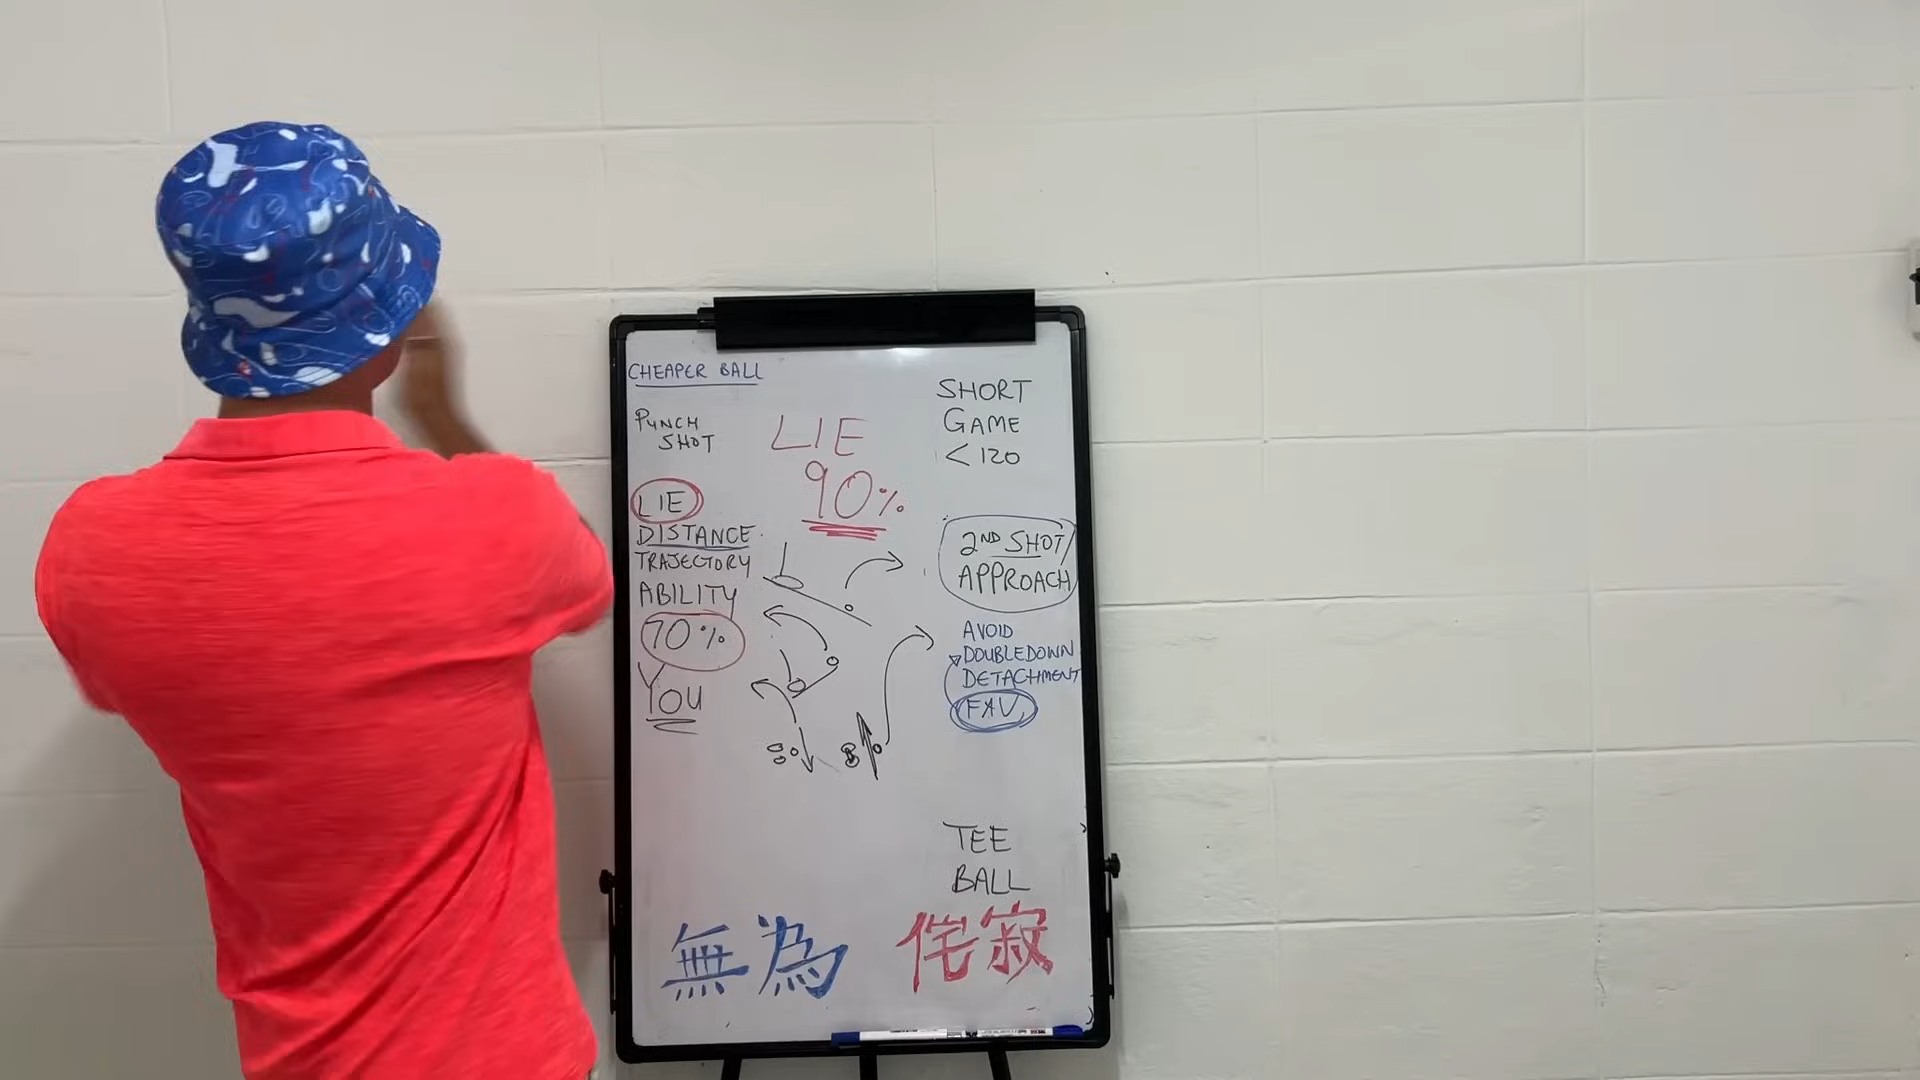 CHEAPER BALL
PUNCH
SHOT
LIE
DISTANCE
TRAJECTORY
ABILITY
70%
YOU
LIE
90%
SHORT
GAME
<120
2ND SHOT/
APPROACH
AVOID
DOUBLEDOWN
DETACHMENT
FAV
TEE
BALL
無為
侘寂